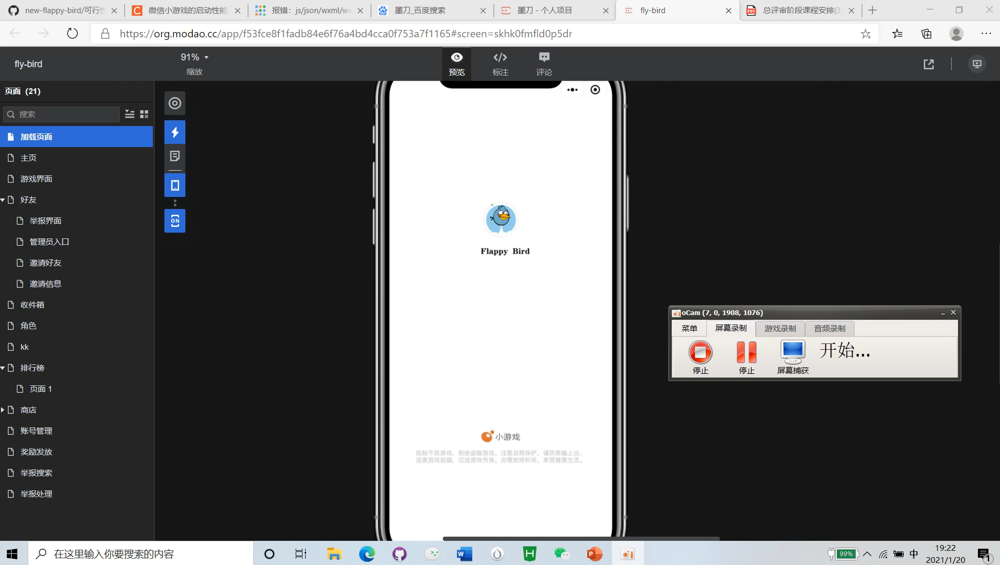 new-flappy-bird/可行性
微信小游戏的启动性能
报错: js/json/wxml/wx
墨刀_百度搜索
墨刀 - 个人项目
fly-bird
总评审阶段课程安排(3)
https://org.modao.cc/app/f53fce8f1fadb84e6f76a4bd4cca0f753a7f1165#screen=skhk0fmfld0p5dr
fly-bird
91%
缩放
预览
标注
评论
页面 (21)
搜索
加载页面
主页
游戏界面
好友
举报界面
管理员入口
邀请好友
邀请信息
收件箱
角色
kk
排行榜
页面 1
商店
账号管理
奖励发放
举报搜索
举报处理
ON
Flappy Bird
小游戏
抵制不良游戏，拒绝盗版游戏。注意自我保护，谨防受骗上当。
适度游戏益脑，沉迷游戏伤身。合理安排时间，享受健康生活。
oCam (7, 0, 1908, 1076)
菜单
屏幕录制
游戏录制
音频录制
停止
停止
屏幕捕获
开始...
在这里输入你要搜索的内容
99%
中
19:22
2021/1/20
1